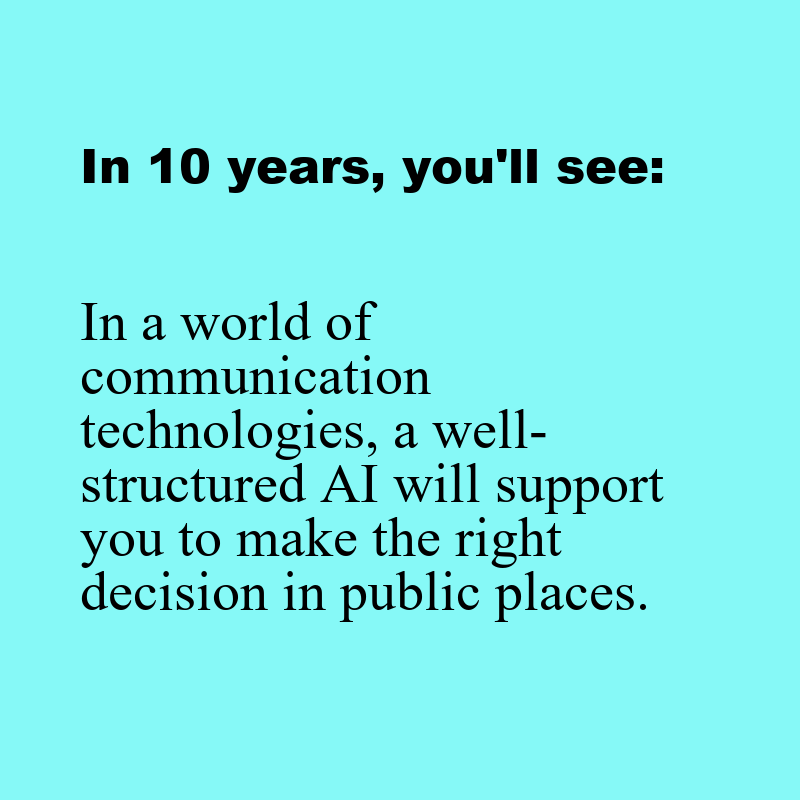 In 10 years, you'll see:
In a world of
communication
technologies, a well-
structured AI will support
you to make the right
decision in public places.